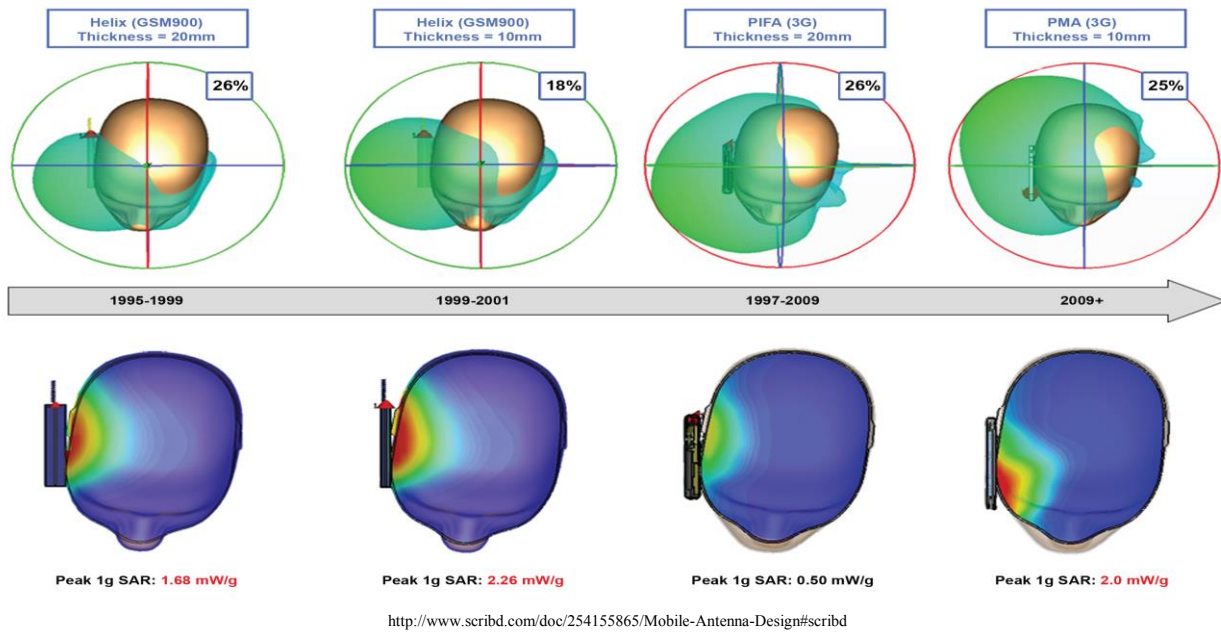 Helix (GSM900)
Thickness = 20mm
Helix (GSM900)
Thickness = 10mm
PIFA (3G)
Thickness = 20mm
PMA (3G)
Thickness = 10mm
26%
18%
26%
25%
1995-1999
1999-2001
1997-2009
2009+
Peak 1g SAR: 1.68 mW/g
Peak 1g SAR: 2.26 mW/g
Peak 1g SAR: 0.50 mW/g
Peak 1g SAR: 2.0 mW/g
http://www.scribd.com/doc/254155865/Mobile-Antenna-Design#scribd